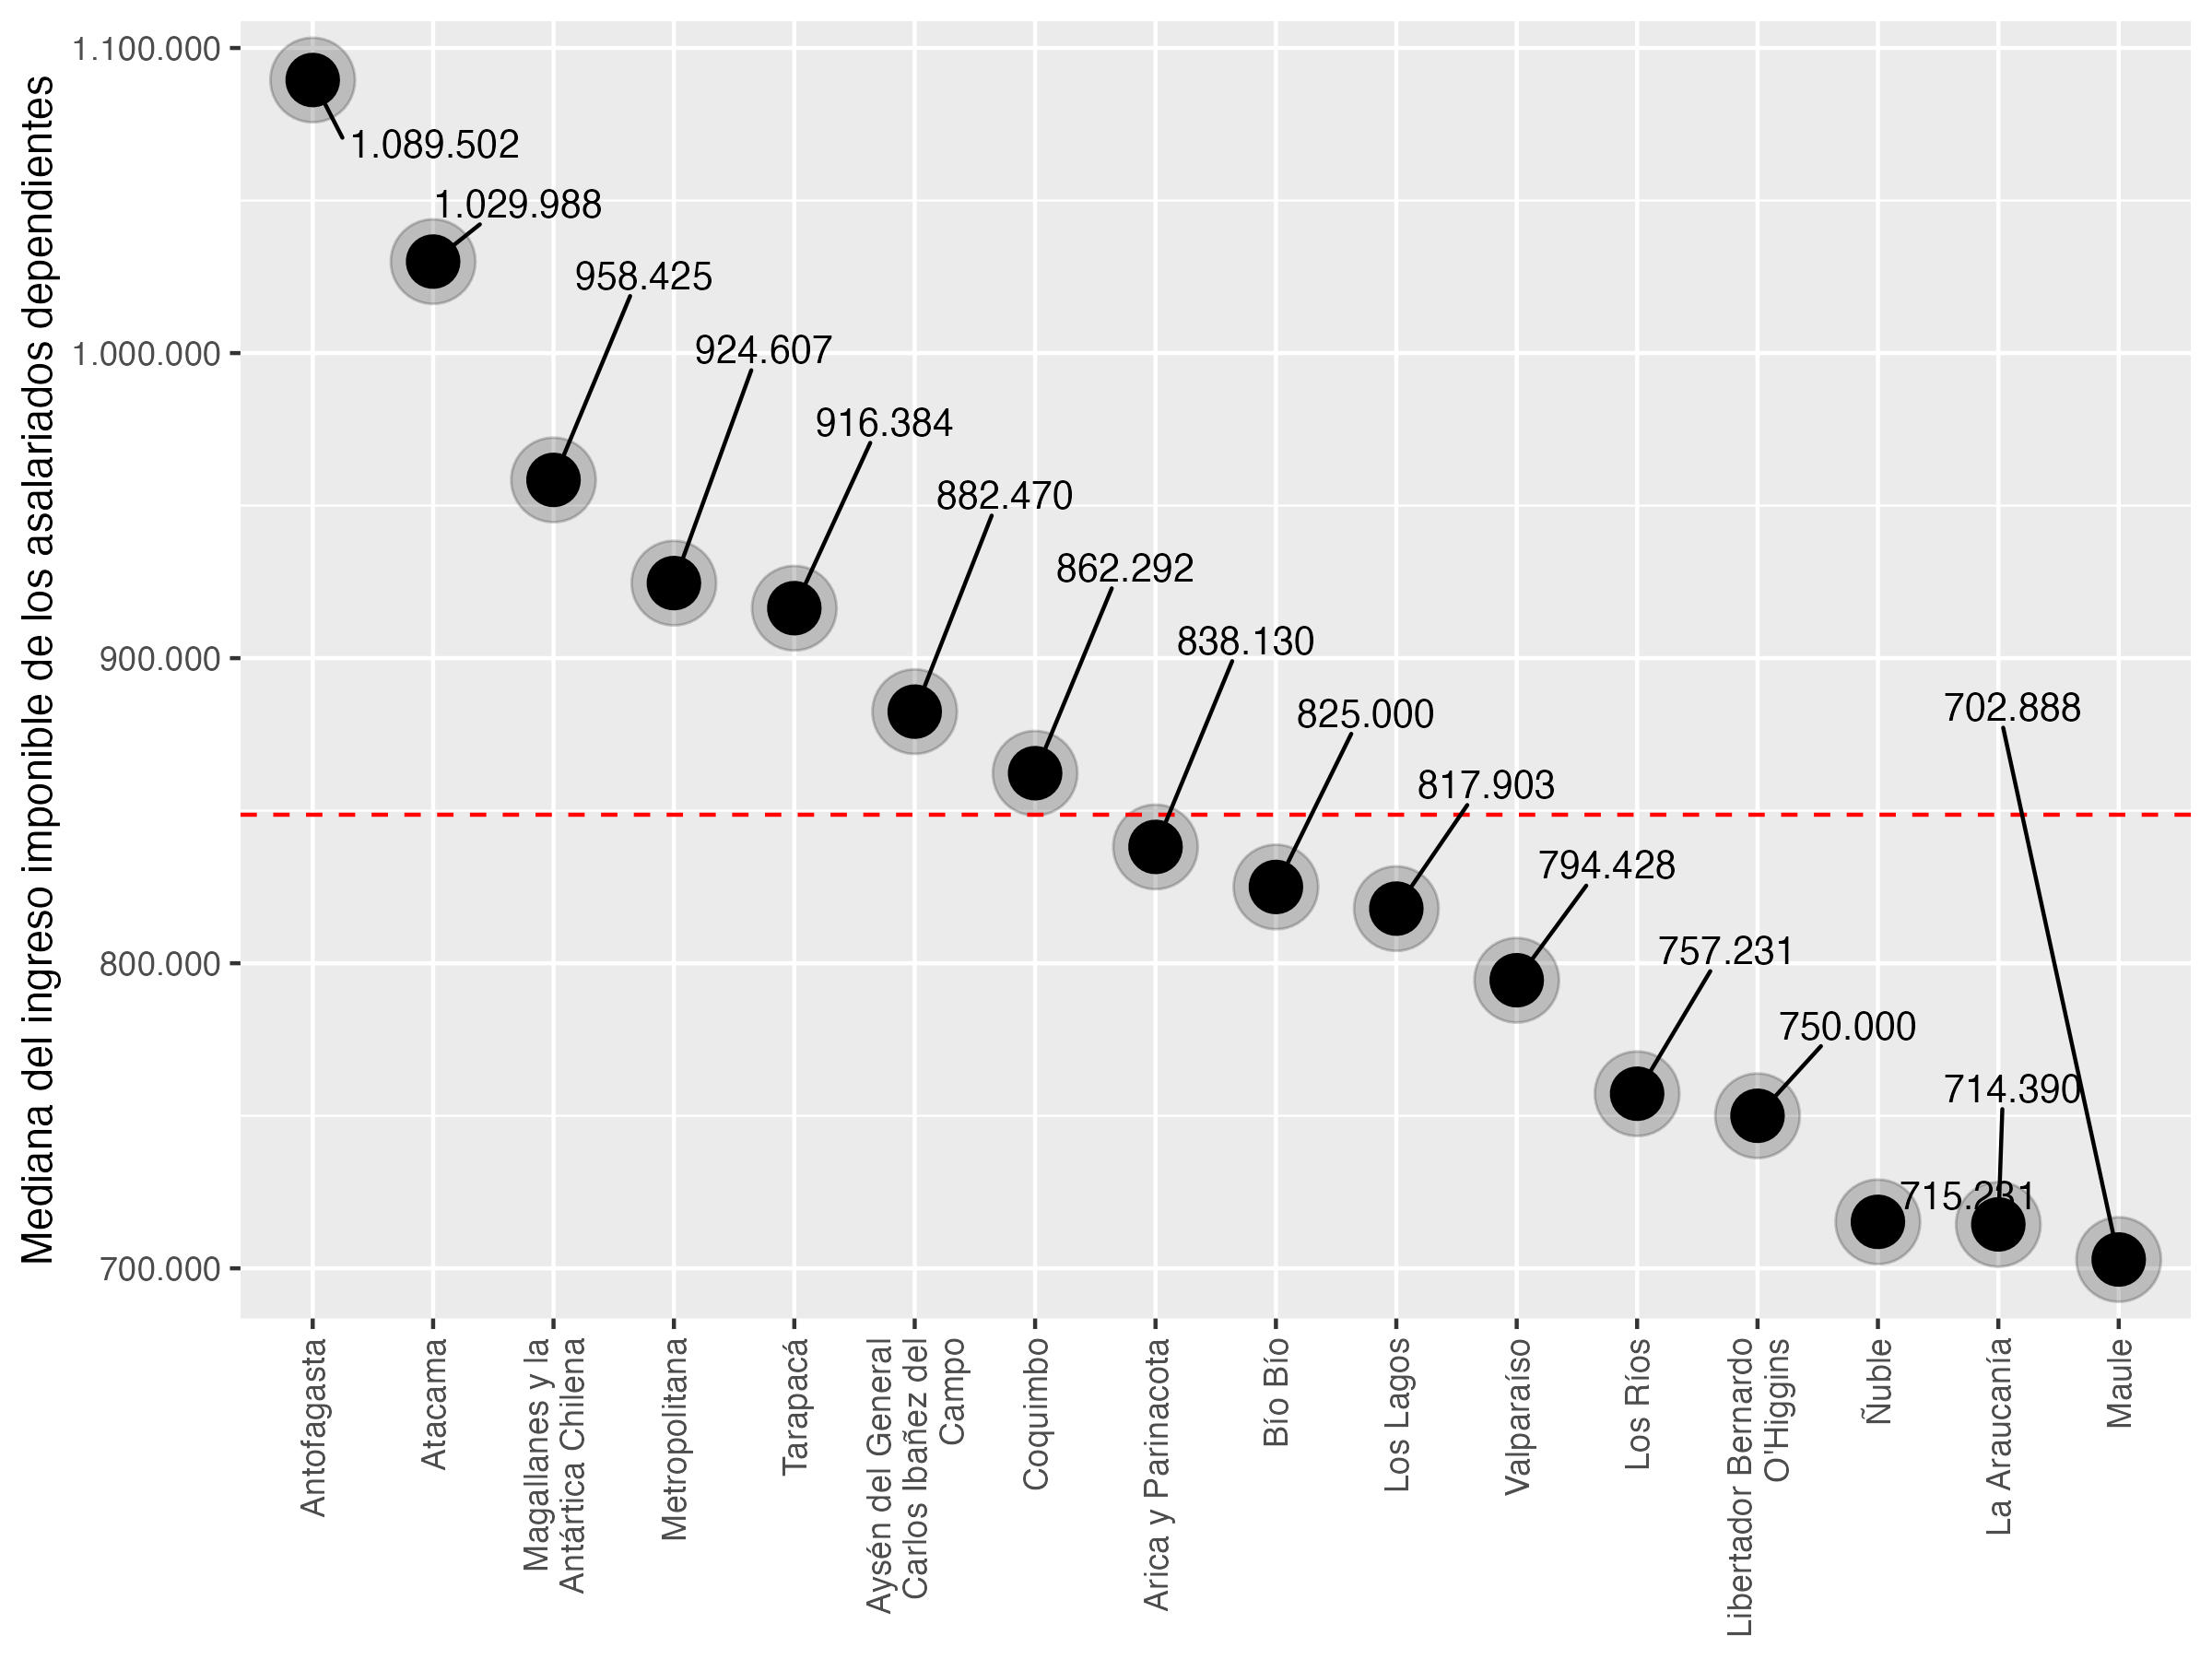 Mediana del ingreso imponible de los asalariados dependientes
1.100.000
1.000.000
900.000
800.000
700.000
1.089.502
1.029.988
958.425
924.607
916.384
882.470
862.292
838.130
825.000
817.903
794.428
757.231
750.000
715.231
714.390
702.888
Antofagasta
Atacama
Magallanes y la
Antártica Chilena
Metropolitana
Tarapacá
Aysén del General
Carlos Ibañez del
Campo
Coquimbo
Arica y Parinacota
Bío Bío
Los Lagos
Valparaíso
Los Ríos
Libertador Bernardo
O'Higgins
Ñuble
La Araucanía
Maule